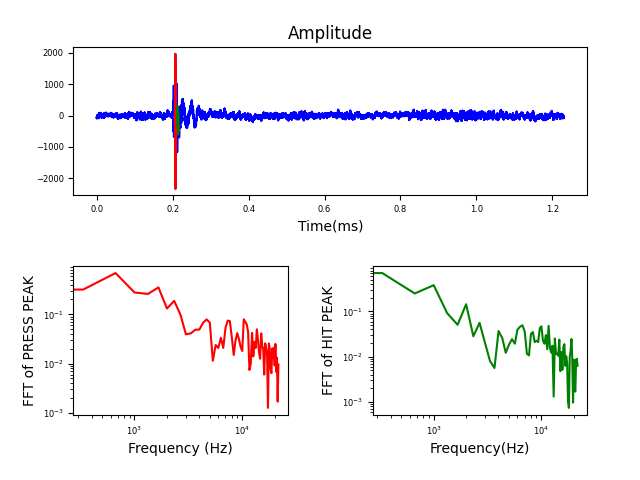 Amplitude
2000
1000
0
−1000
−2000
0.0 0.2 0.4 0.6 0.8 1.0 1.2
Time(ms)
FFT of PRESS PEAK
10⁻¹
10⁻²
10⁻³
10³ 10⁴
Frequency (Hz)
FFT of HIT PEAK
10⁻¹
10⁻²
10⁻³
10³ 10⁴
Frequency(Hz)